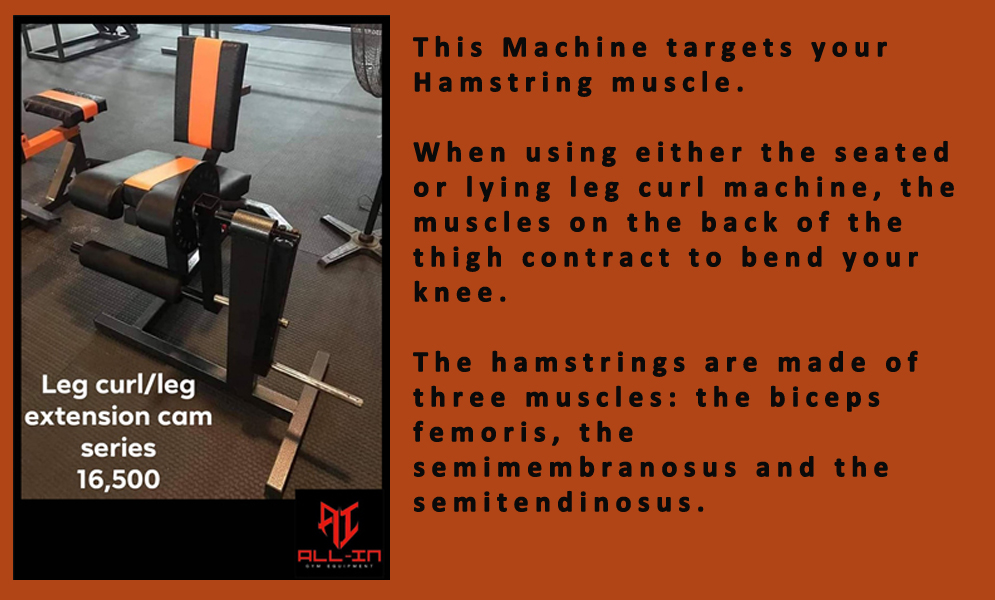 This Machine targets your
Hamstring muscle.
When using either the seated
or lying leg curl machine, the
muscles on the back of the
thigh contract to bend your
knee.
The hamstrings are made of
three muscles: the biceps
femoris, the
semimembranosus and the
semitendinosus.
Leg curl/leg
extension cam
series
16,500
AI
ALL-IN
GYM EQUIPMENT